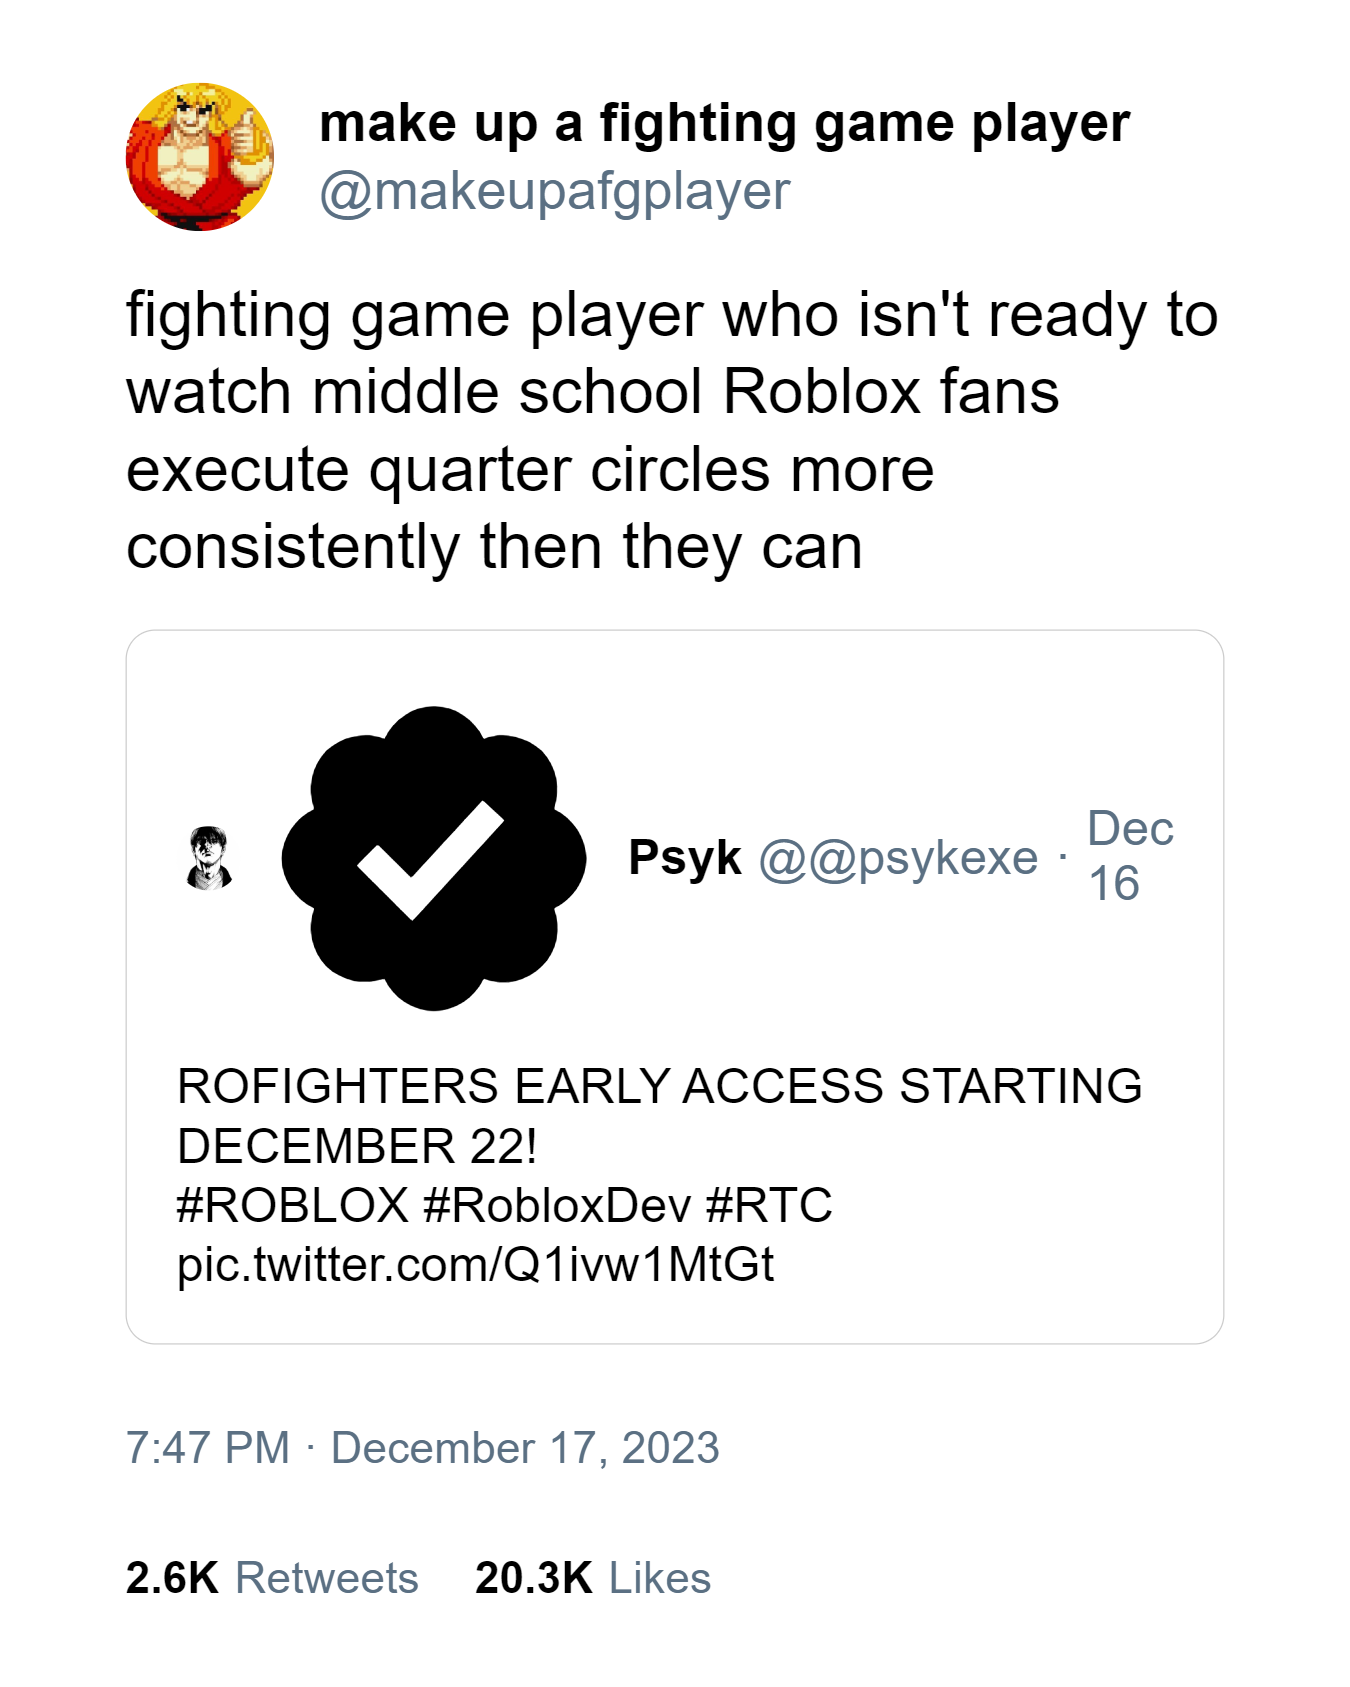 make up a fighting game player
@makeupafgplayer
fighting game player who isn't ready to
watch middle school Roblox fans
execute quarter circles more
consistently then they can
Psyk @@psykexe · Dec
16
ROFIGHTERS EARLY ACCESS STARTING
DECEMBER 22!
#ROBLOX #RobloxDev #RTC
pic.twitter.com/Q1ivw1MtGt
7:47 PM · December 17, 2023
2.6K Retweets 20.3K Likes